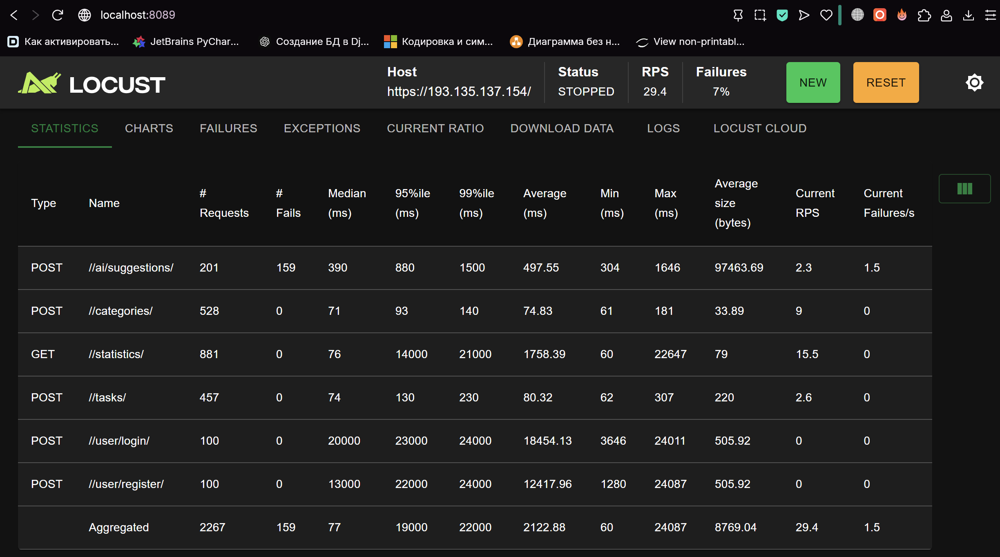 localhost:8089
Как активировать... JetBrains PyChar... Создание БД в Dj... Кодировка и сим... Диаграмма без н... View non-printabl...
LOCUST
Host Status RPS Failures
https://193.135.137.154/ STOPPED 29.4 7%
NEW RESET
STATISTICS CHARTS FAILURES EXCEPTIONS CURRENT RATIO DOWNLOAD DATA LOGS LOCUST CLOUD
Type Name # Requests # Fails Median (ms) 95%ile (ms) 99%ile (ms) Average (ms) Min (ms) Max (ms) Average size (bytes) Current RPS Current Failures/s
POST //ai/suggestions/ 201 159 390 880 1500 497.55 304 1646 97463.69 2.3 1.5
POST //categories/ 528 0 71 93 140 74.83 61 181 33.89 9 0
GET //statistics/ 881 0 76 14000 21000 1758.39 60 22647 79 15.5 0
POST //tasks/ 457 0 74 130 230 80.32 62 307 220 2.6 0
POST //user/login/ 100 0 20000 23000 24000 18454.13 3646 24011 505.92 0 0
POST //user/register/ 100 0 13000 22000 24000 12417.96 1280 24087 505.92 0 0
Aggregated 2267 159 77 19000 22000 2122.88 60 24087 8769.04 29.4 1.5